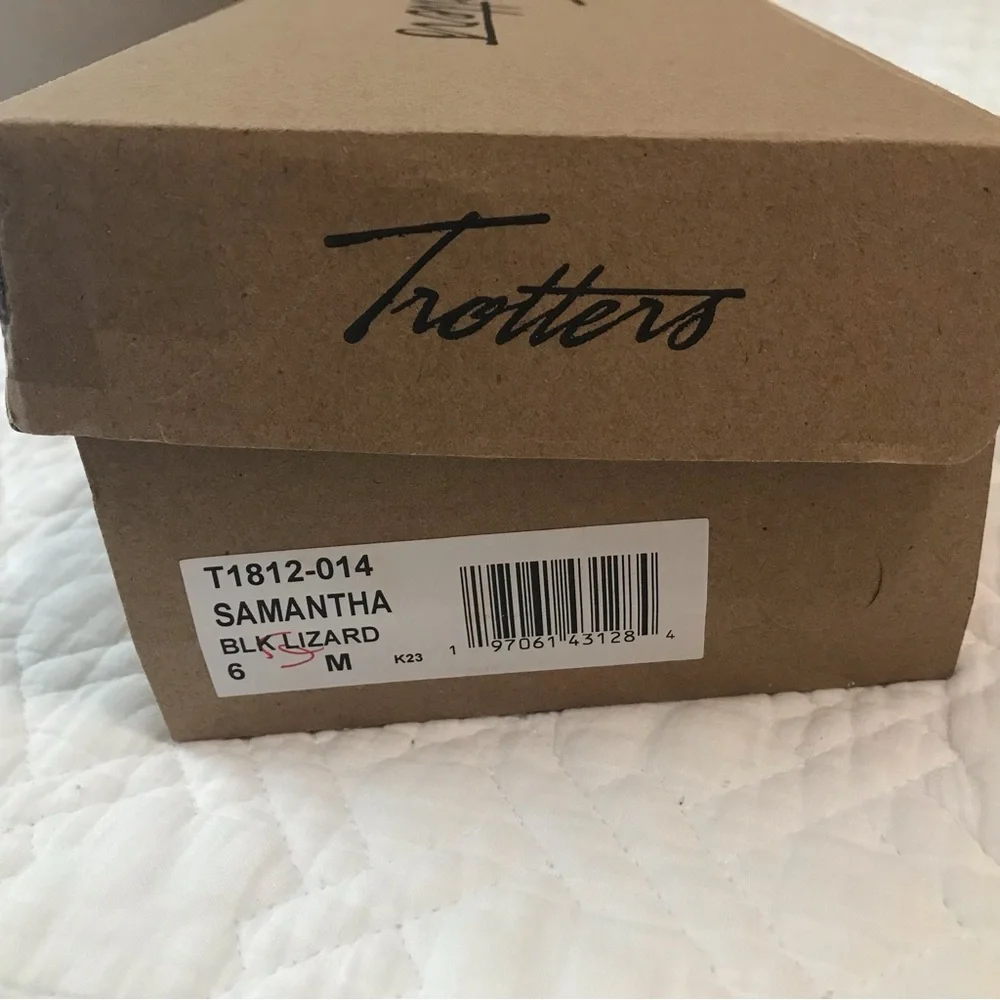 Trotters
T1812-014
SAMANTHA
BLK LIZARD
6 M K23
1 97061 43128 4